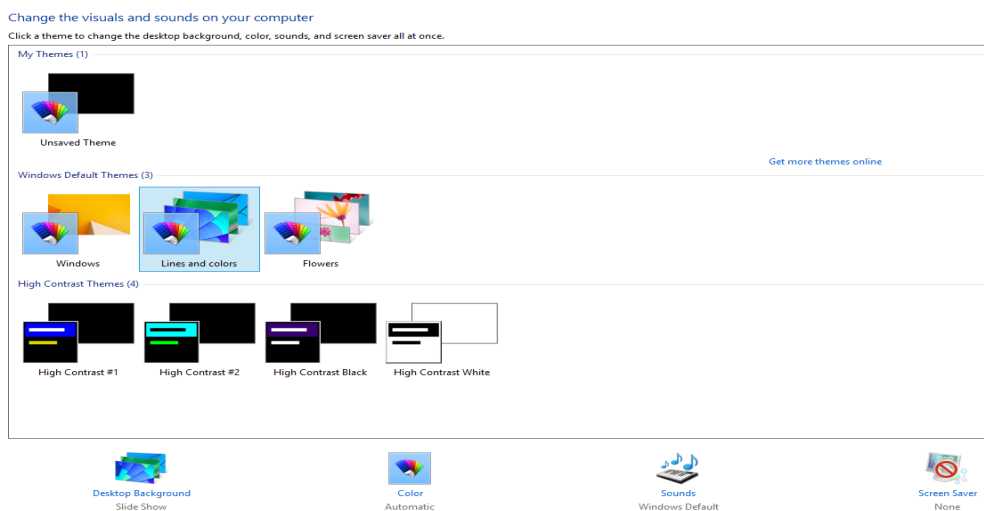 Change the visuals and sounds on your computer
Click a theme to change the desktop background, color, sounds, and screen saver all at once.
My Themes (1)
Unsaved Theme
Get more themes online
Windows Default Themes (3)
Windows
Lines and colors
Flowers
High Contrast Themes (4)
High Contrast #1
High Contrast #2
High Contrast Black
High Contrast White
Desktop Background
Slide Show
Color
Automatic
Sounds
Windows Default
Screen Saver
None